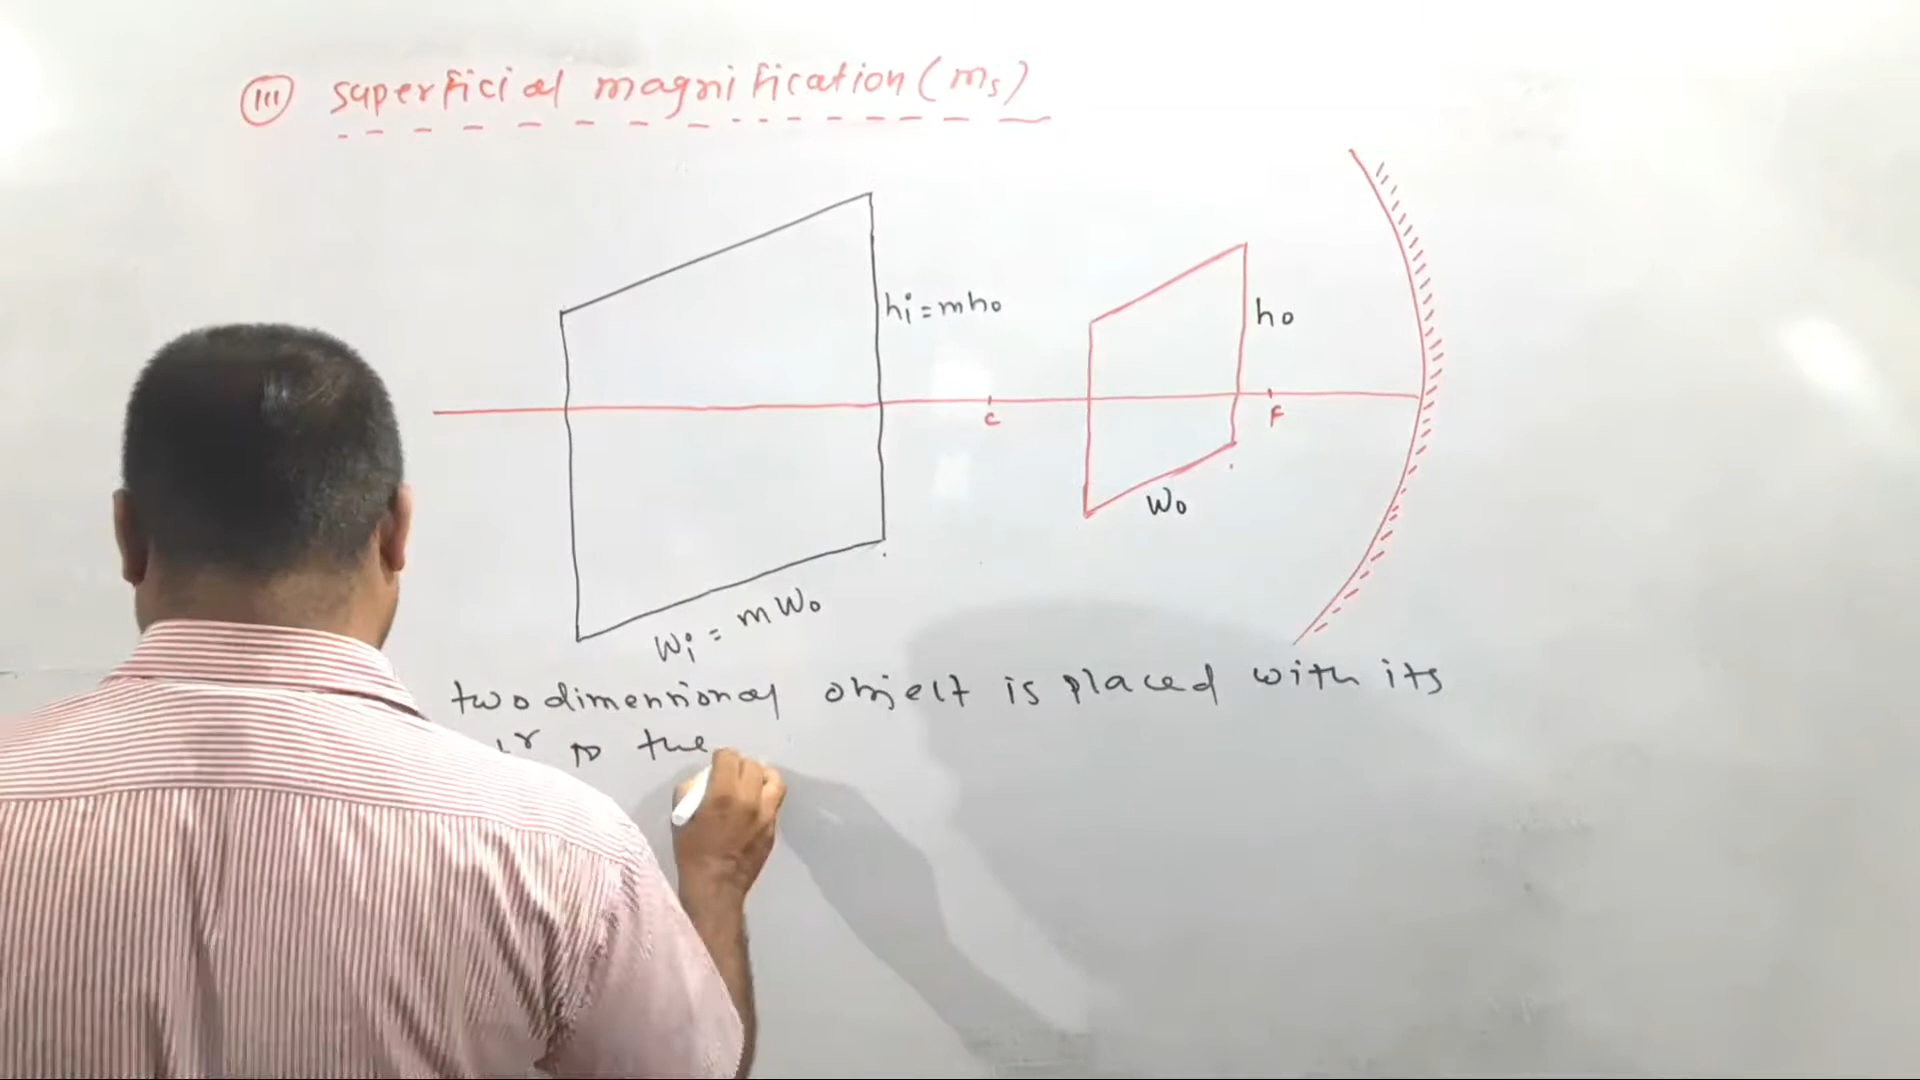 III superficial magnification (ms)
hi = mho
ho
C
F
wo
wi = mwo
two dimensional object is placed with its
to the